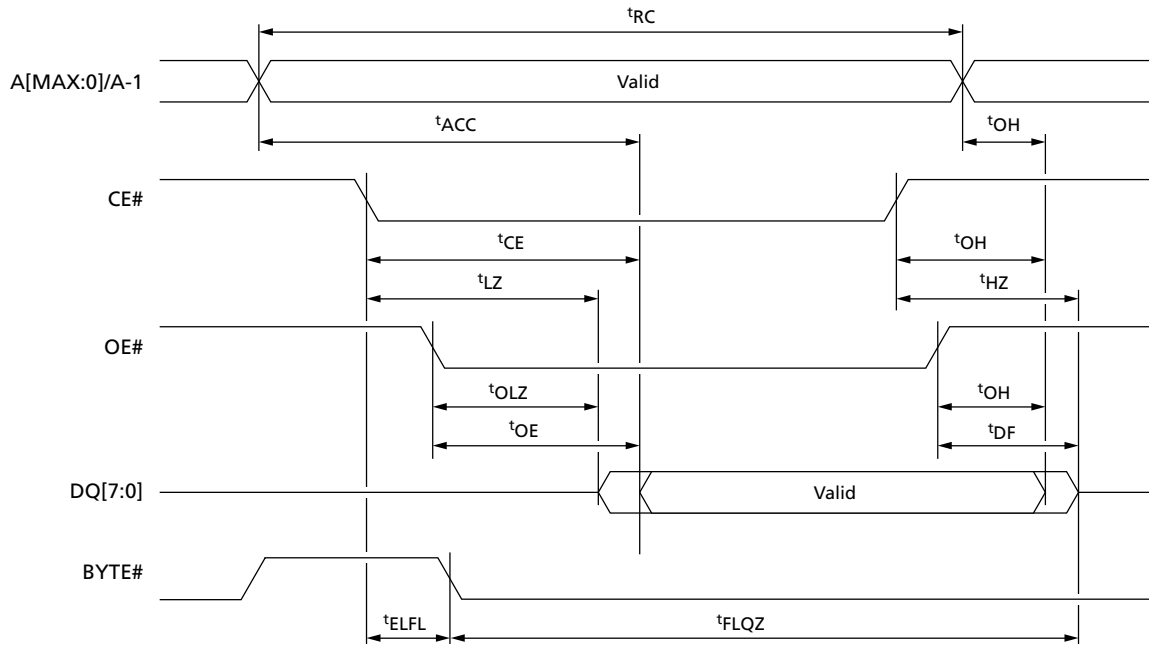 tRC
A[MAX:0]/A-1
Valid
tACC
tOH
CE#
tCE
tOH
tLZ
tHZ
OE#
tOLZ
tOH
tOE
tDF
DQ[7:0]
Valid
BYTE#
tELFL
tFLQZ